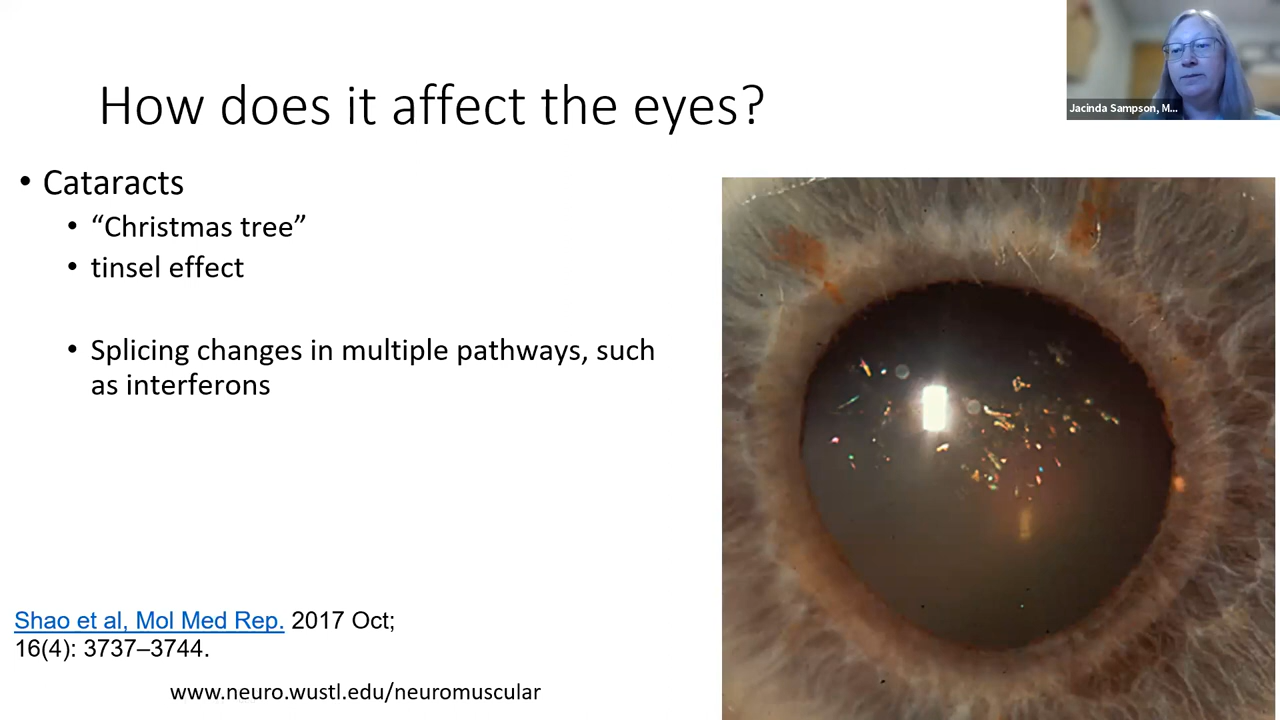 How does it affect the eyes?
Jacinda Sampson, M...
• Cataracts
• “Christmas tree”
• tinsel effect
• Splicing changes in multiple pathways, such
as interferons
Shao et al, Mol Med Rep. 2017 Oct;
16(4): 3737–3744.
www.neuro.wustl.edu/neuromuscular